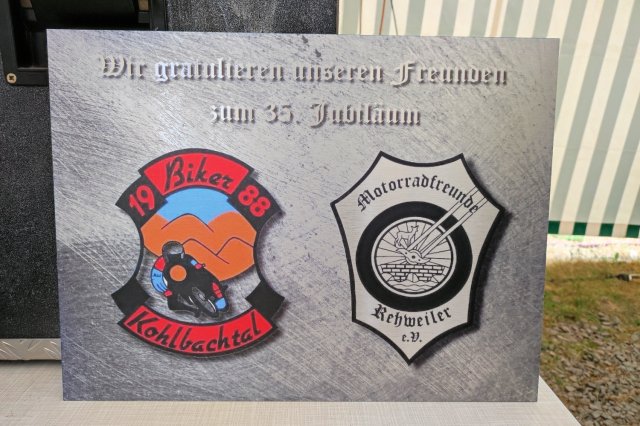 Wir gratulieren unseren Freunden
zum 35. Jubiläum
19 Biker 88
Kohlbachtal
Motorradfreunde
Rehweiler
e.V.